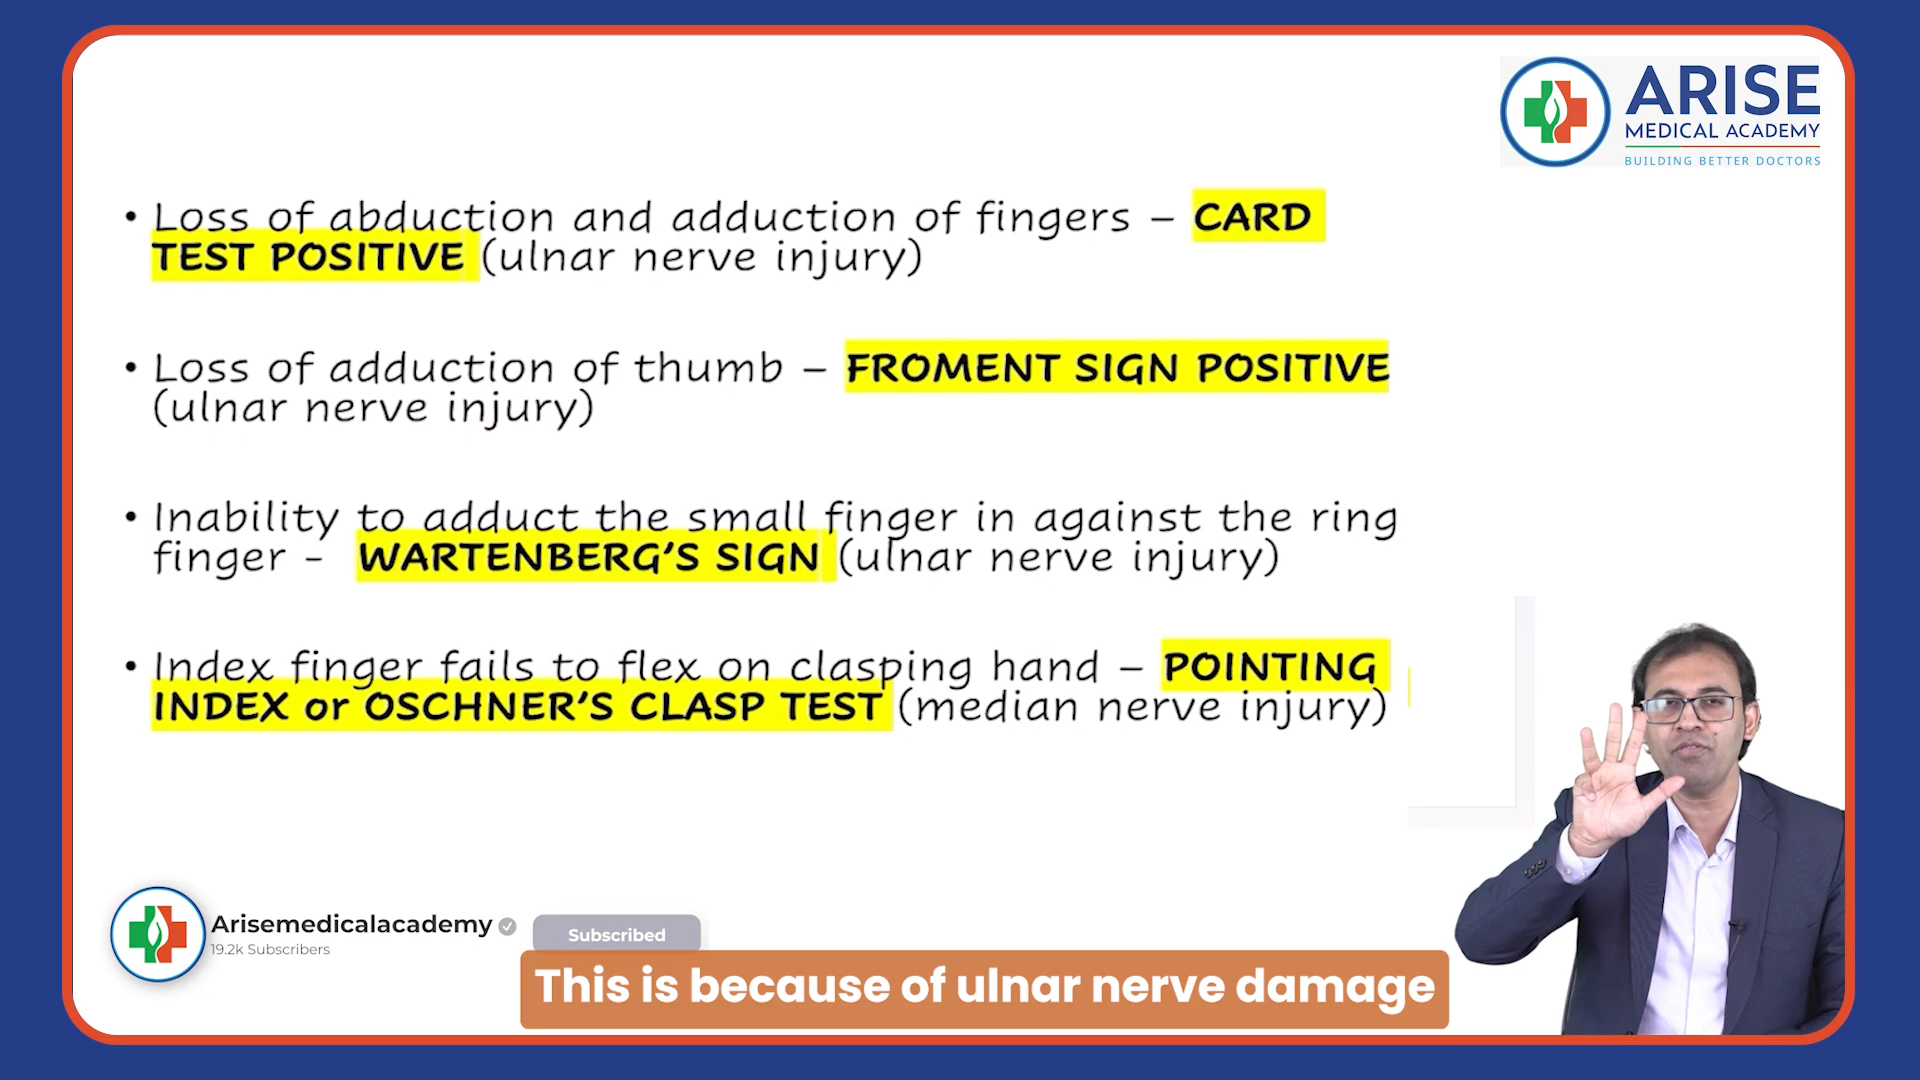 ARISE
MEDICAL ACADEMY
BUILDING BETTER DOCTORS
• Loss of abduction and adduction of fingers – CARD
TEST POSITIVE (ulnar nerve injury)
• Loss of adduction of thumb – FROMENT SIGN POSITIVE
(ulnar nerve injury)
• Inability to adduct the small finger in against the ring
finger - WARTENBERG'S SIGN (ulnar nerve injury)
• Index finger fails to flex on clasping hand – POINTING
INDEX or OSCHNER'S CLASP TEST (median nerve injury)
Arisemedicalacademy
19.2k Subscribers
Subscribed
This is because of ulnar nerve damage